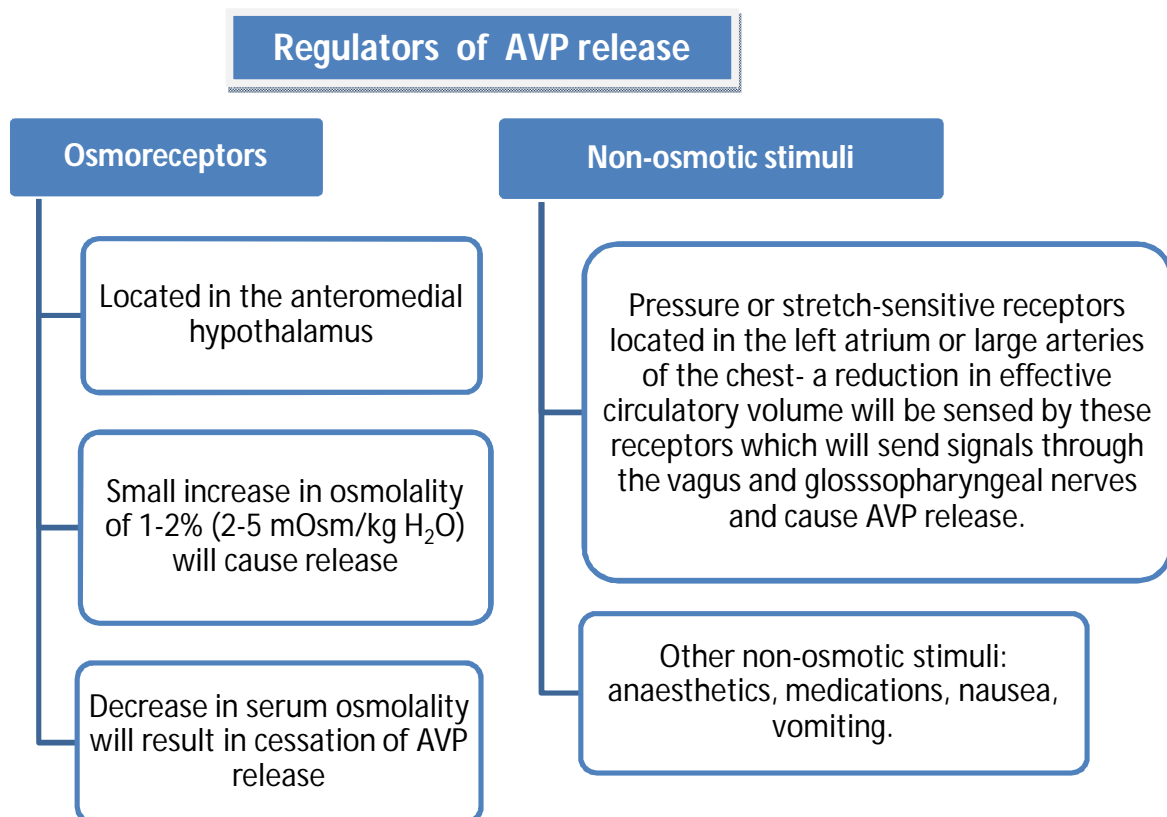 Regulators of AVP release
Osmoreceptors
Located in the anteromedial
hypothalamus
Small increase in osmolality
of 1-2% (2-5 mOsm/kg H₂O)
will cause release
Decrease in serum osmolality
will result in cessation of AVP
release
Non-osmotic stimuli
Pressure or stretch-sensitive receptors
located in the left atrium or large arteries
of the chest- a reduction in effective
circulatory volume will be sensed by these
receptors which will send signals through
the vagus and glosssopharyngeal nerves
and cause AVP release.
Other non-osmotic stimuli:
anaesthetics, medications, nausea,
vomiting.